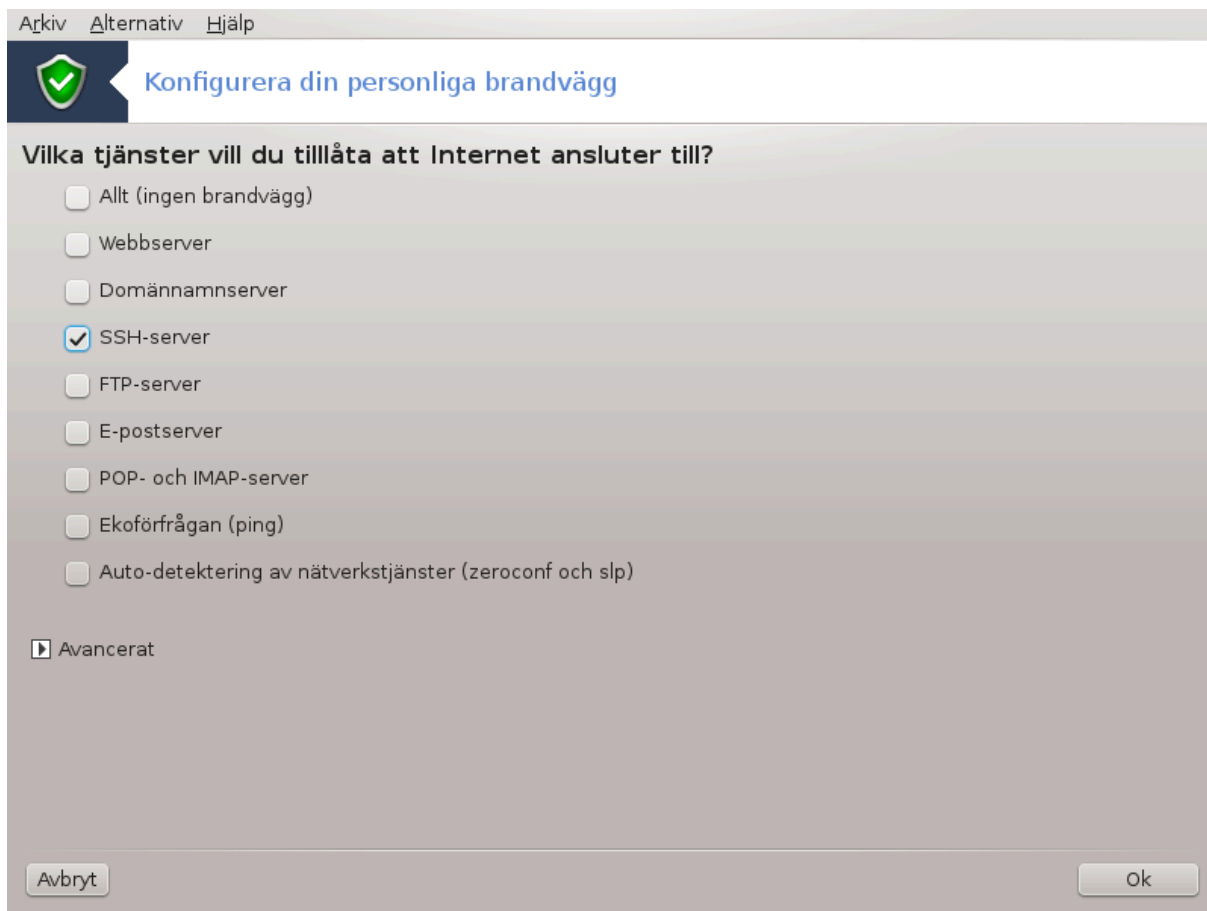 Arkiv Alternativ Hjälp
Konfigurera din personliga brandvägg
Vilka tjänster vill du tilllåta att Internet ansluter till?
Allt (ingen brandvägg)
Webbserver
Domännamnserver
SSH-server
FTP-server
E-postserver
POP- och IMAP-server
Ekoförfrågan (ping)
Auto-detektering av nätverkstjänster (zeroconf och slp)
Avancerat
Avbryt Ok